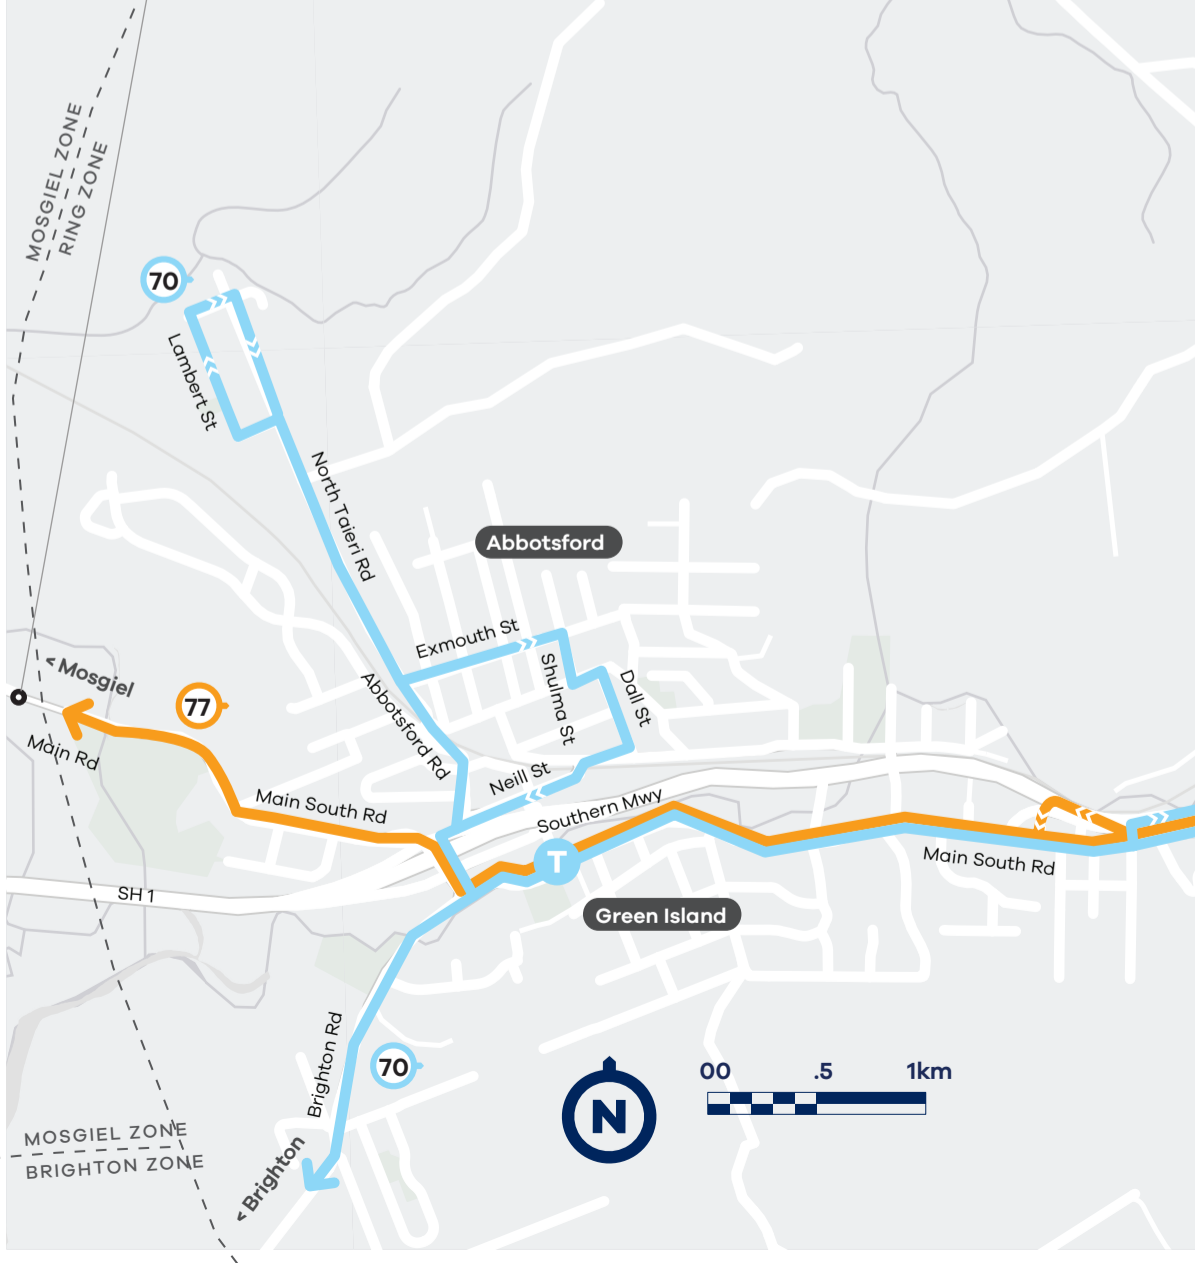 MOSGIEL ZONE
RING ZONE
70
Lambert St
North Taieri Rd
Abbotsford
Exmouth St
Shulma St
Dall St
< Mosgiel
77
Abbotsford Rd
Main Rd
Neill St
Main South Rd
Southern Mwy
T
Main South Rd
SH 1
Green Island
Brighton Rd
70
00 .5 1km
N
MOSGIEL ZONE
BRIGHTON ZONE
< Brighton